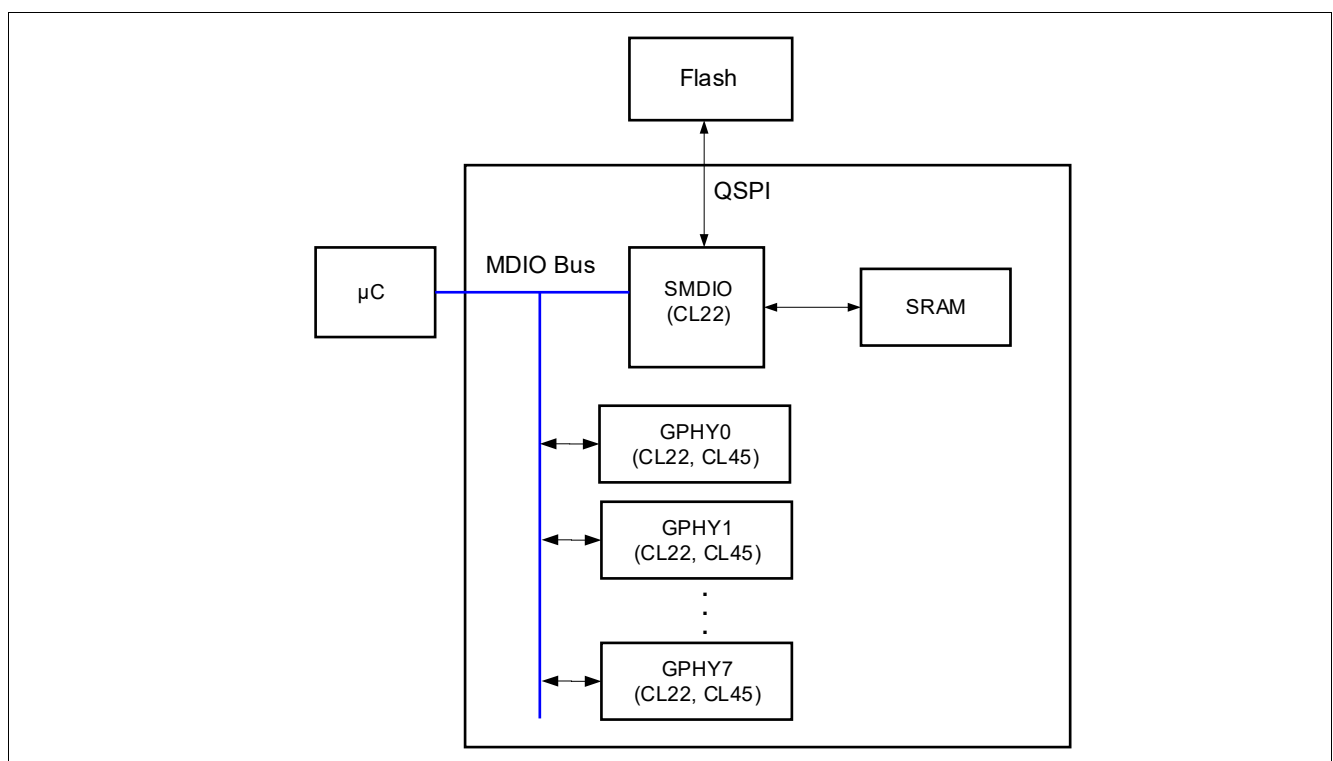 Flash
QSPI
MDIO Bus
µC
SMDIO
(CL22)
SRAM
GPHY0
(CL22, CL45)
GPHY1
(CL22, CL45)
GPHY7
(CL22, CL45)